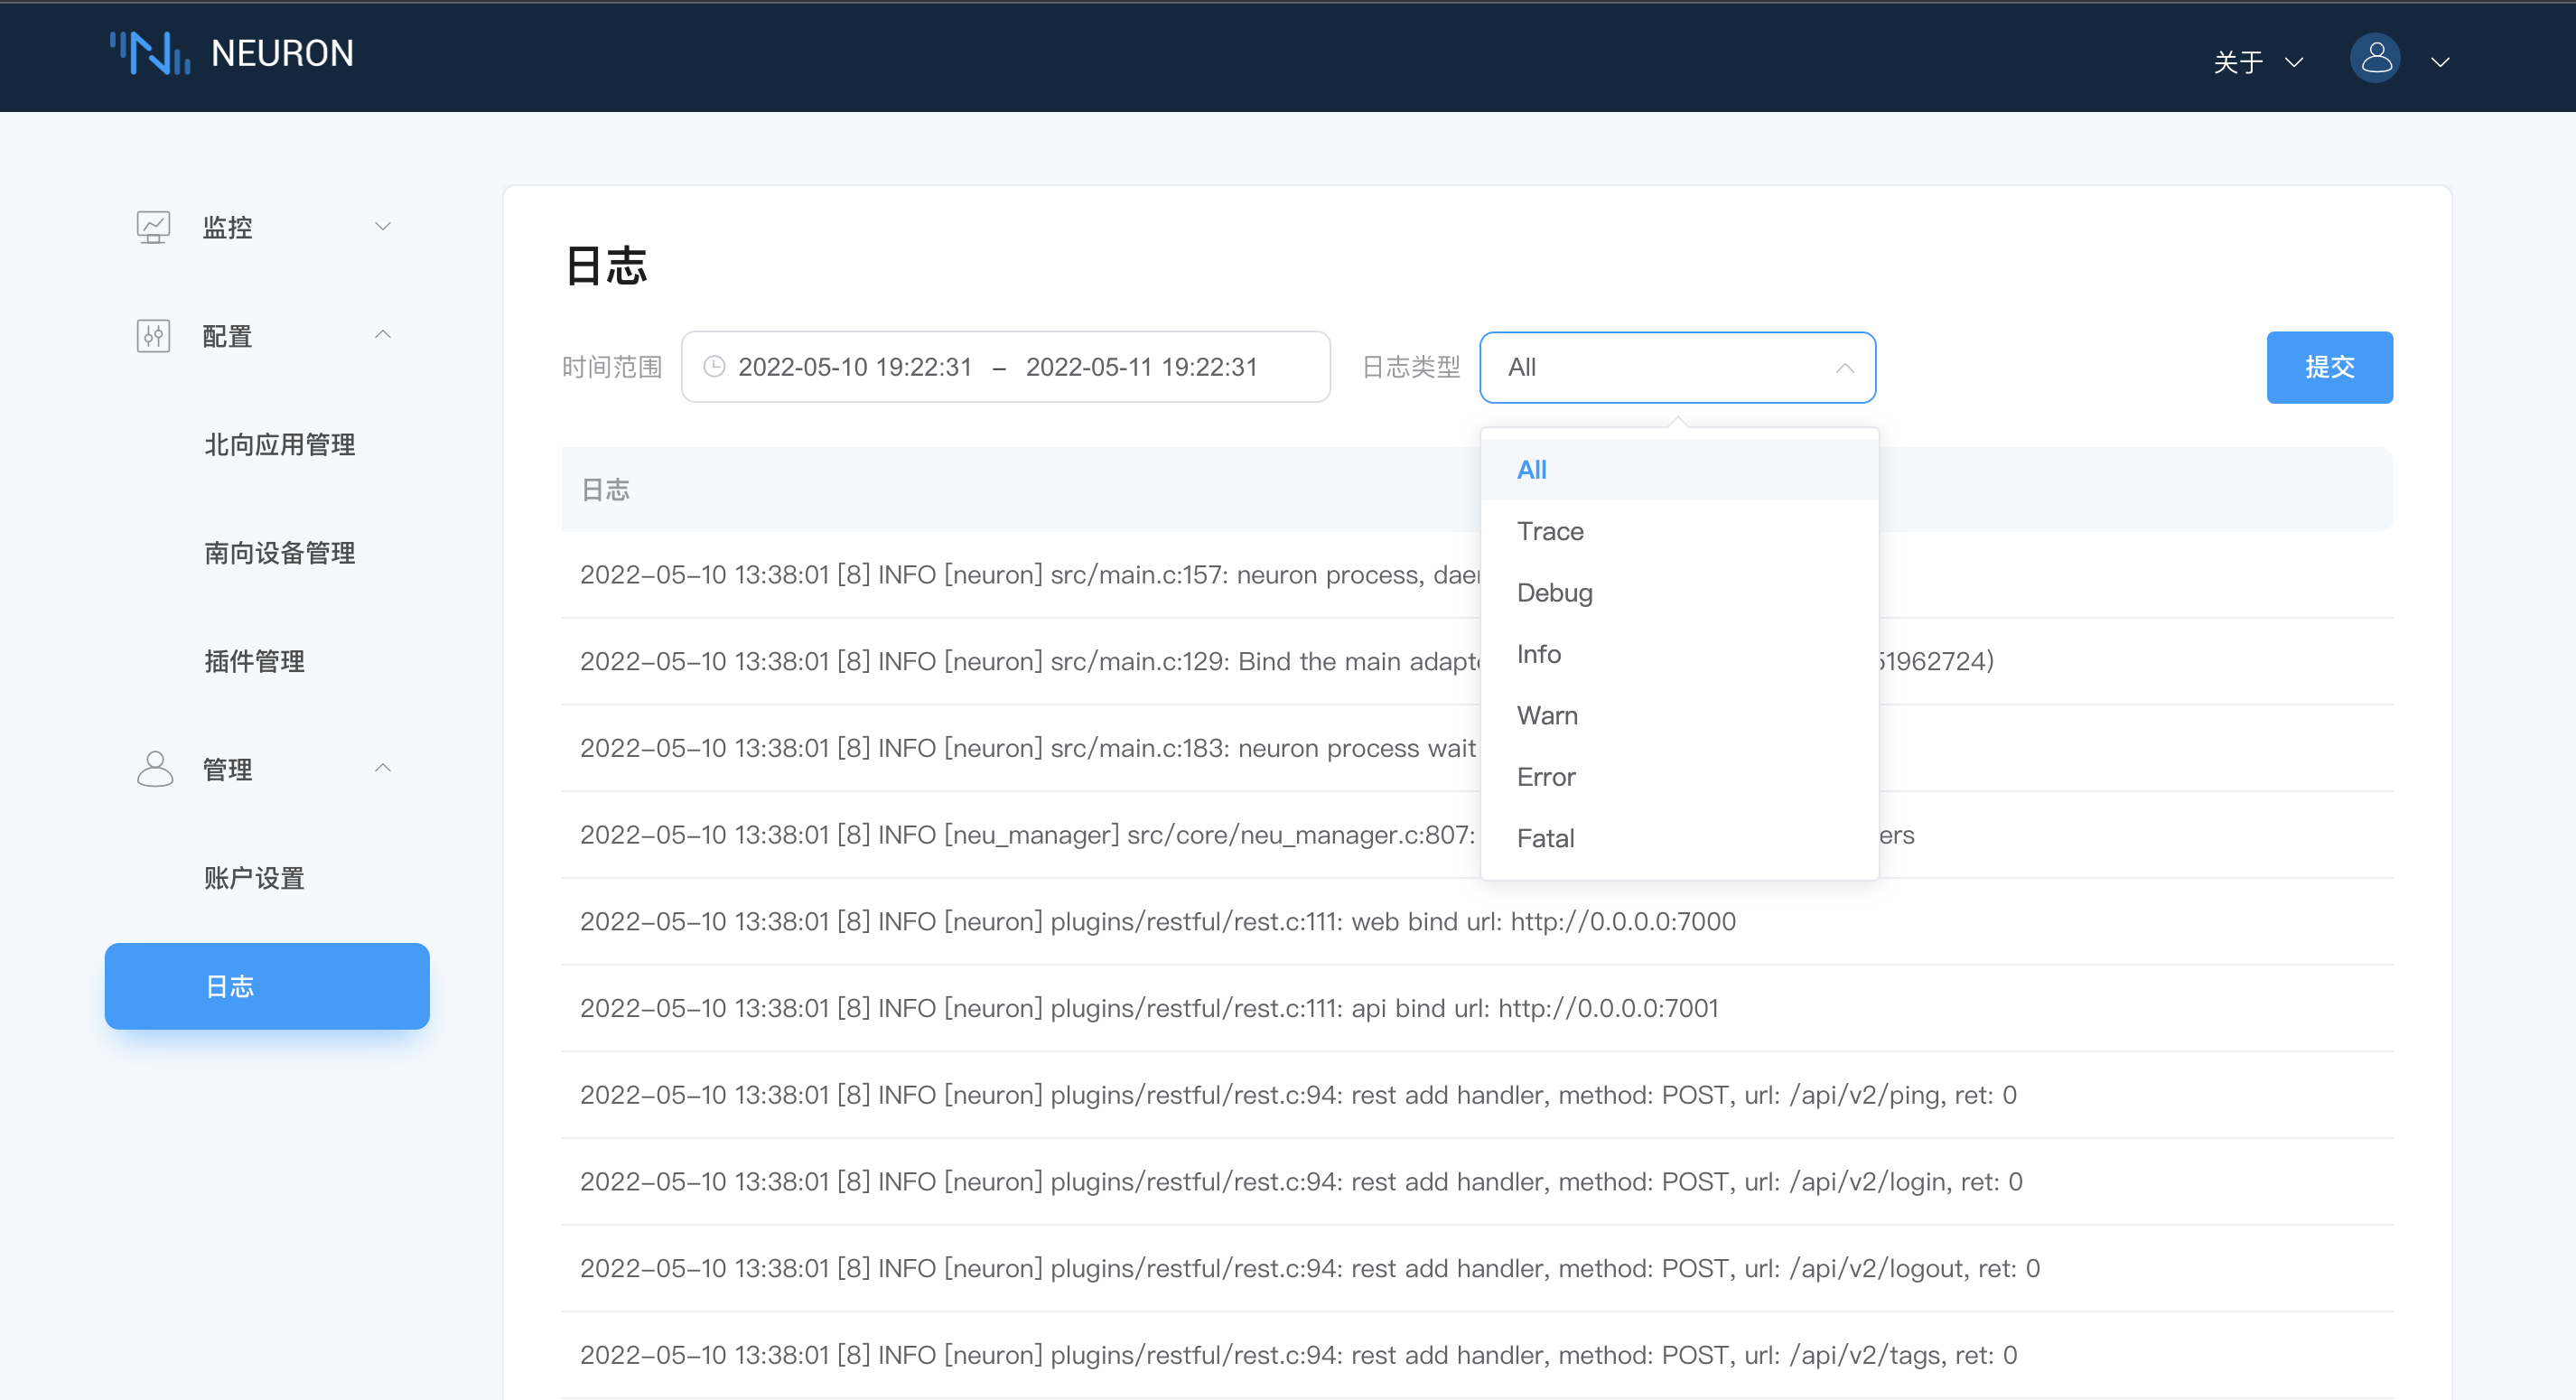 NEURON
关于
监控
配置
北向应用管理
南向设备管理
插件管理
管理
账户设置
日志
日志
时间范围 2022-05-10 19:22:31 – 2022-05-11 19:22:31 日志类型 All 提交
All
Trace
Debug
Info
Warn
Error
Fatal
日志
2022-05-10 13:38:01 [8] INFO [neuron] src/main.c:157: neuron process,
2022-05-10 13:38:01 [8] INFO [neuron] src/main.c:129: Bind the main 51962724)
2022-05-10 13:38:01 [8] INFO [neuron] src/main.c:183: neuron process wait
2022-05-10 13:38:01 [8] INFO [neu_manager] src/core/neu_manager.c:807: ers
2022-05-10 13:38:01 [8] INFO [neuron] plugins/restful/rest.c:111: web bind url: http://0.0.0.0:7000
2022-05-10 13:38:01 [8] INFO [neuron] plugins/restful/rest.c:111: api bind url: http://0.0.0.0:7001
2022-05-10 13:38:01 [8] INFO [neuron] plugins/restful/rest.c:94: rest add handler, method: POST, url: /api/v2/ping, ret: 0
2022-05-10 13:38:01 [8] INFO [neuron] plugins/restful/rest.c:94: rest add handler, method: POST, url: /api/v2/login, ret: 0
2022-05-10 13:38:01 [8] INFO [neuron] plugins/restful/rest.c:94: rest add handler, method: POST, url: /api/v2/logout, ret: 0
2022-05-10 13:38:01 [8] INFO [neuron] plugins/restful/rest.c:94: rest add handler, method: POST, url: /api/v2/tags, ret: 0